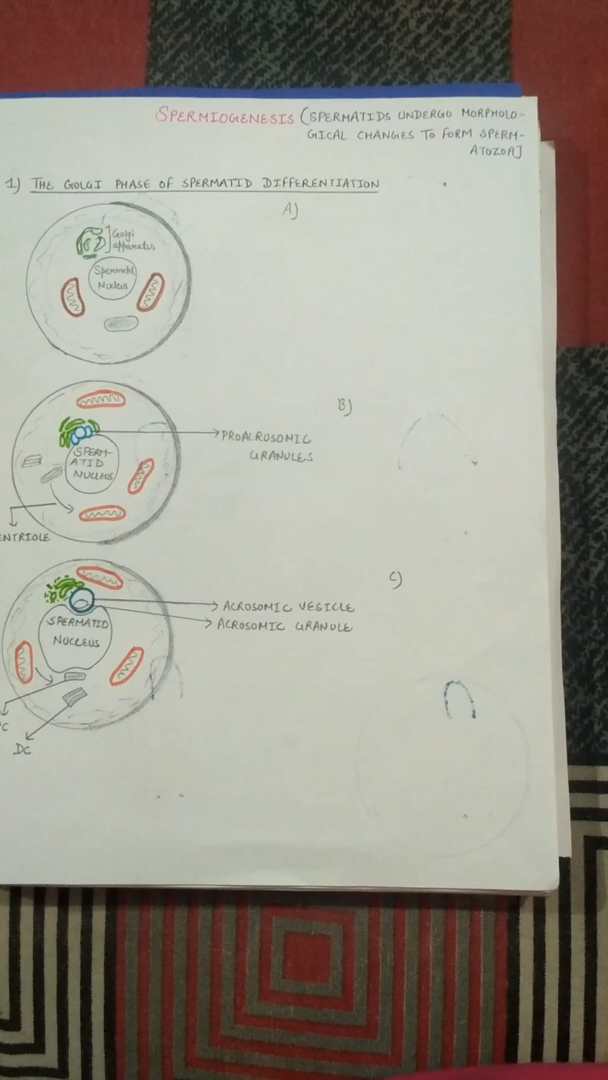 SPERMIOGENESIS (SPERMATIDS UNDERGO MORPHOLO-
GICAL CHANGES TO FORM SPERM-
ATOZOA]
1) THE GOLGI PHASE OF SPERMATID DIFFERENTIATION
A)
Golgi
apparatus
Spermatid
Nucleus
B)
PROACROSOMIC
GRANULES
SPERM-
ATID
NUCLEUS
ENTRIOLE
C)
ACROSOMIC VESICLE
ACROSOMIC GRANULE
SPERMATID
NUCLEUS
C
DC